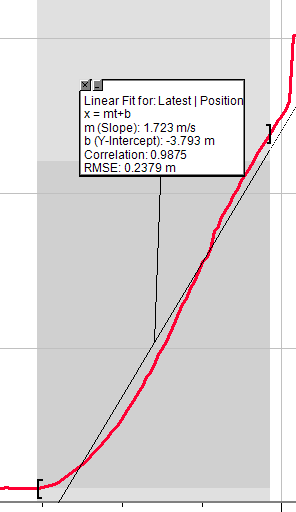 Linear Fit for: Latest | Position
x = mt+b
m (Slope): 1.723 m/s
b (Y-Intercept): -3.793 m
Correlation: 0.9875
RMSE: 0.2379 m